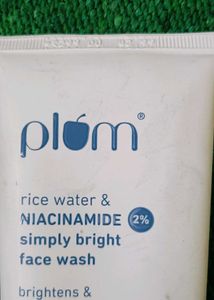 plum®
rice water &
NIACINAMIDE 2%
simply bright
face wash
brightens &